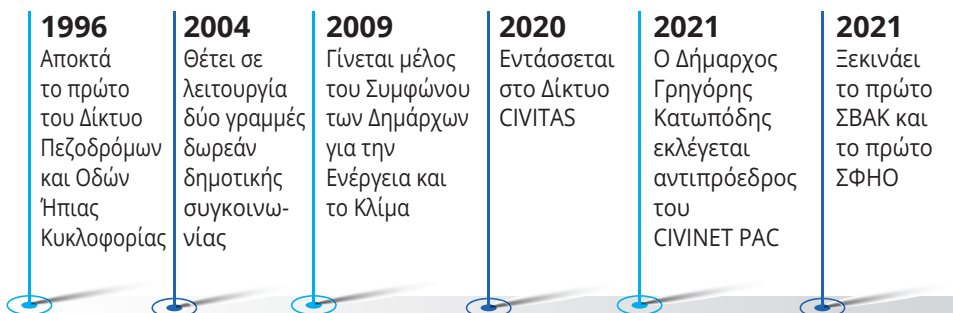 1996
Αποκτά
το πρώτο
του Δίκτυο
Πεζοδρόμων
και Οδών
Ήπιας
Κυκλοφορίας
2004
Θέτει σε
λειτουργία
δύο γραμμές
δωρεάν
δημοτικής
συγκοινω-
νίας
2009
Γίνεται μέλος
του Συμφώνου
των Δημάρχων
για την
Ενέργεια και
το Κλίμα
2020
Εντάσσεται
στο Δίκτυο
CIVITAS
2021
Ο Δήμαρχος
Γρηγόρης
Κατωπόδης
εκλέγεται
αντιπρόεδρος
του
CIVINET PAC
2021
Ξεκινάει
το πρώτο
ΣΒΑΚ και
το πρώτο
ΣΦΗΟ